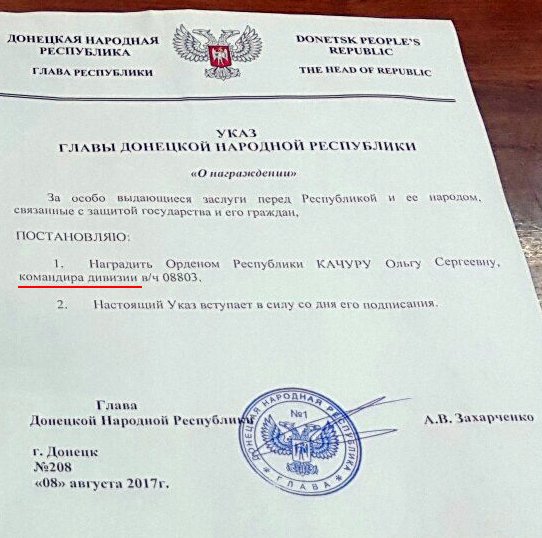 ДОНЕЦКАЯ НАРОДНАЯ
РЕСПУБЛИКА
ГЛАВА РЕСПУБЛИКИ
DONETSK PEOPLE'S
REPUBLIC
THE HEAD OF REPUBLIC
УКАЗ
ГЛАВЫ ДОНЕЦКОЙ НАРОДНОЙ РЕСПУБЛИКИ
«О награждении»
За особо выдающиеся заслуги перед Республикой и ее народом,
связанные с защитой государства и его граждан,
ПОСТАНОВЛЯЮ:
1. Наградить Орденом Республики КАЧУРУ Ольгу Сергеевну,
командира дивизии в/ч 08803.
2. Настоящий Указ вступает в силу со дня его подписания.
Глава
Донецкой Народной Республики
А.В. Захарченко
ДОНЕЦКАЯ НАРОДНАЯ РЕСПУБЛИКА
№1
ГЛАВА
г. Донецк
№208
«08» августа 2017г.